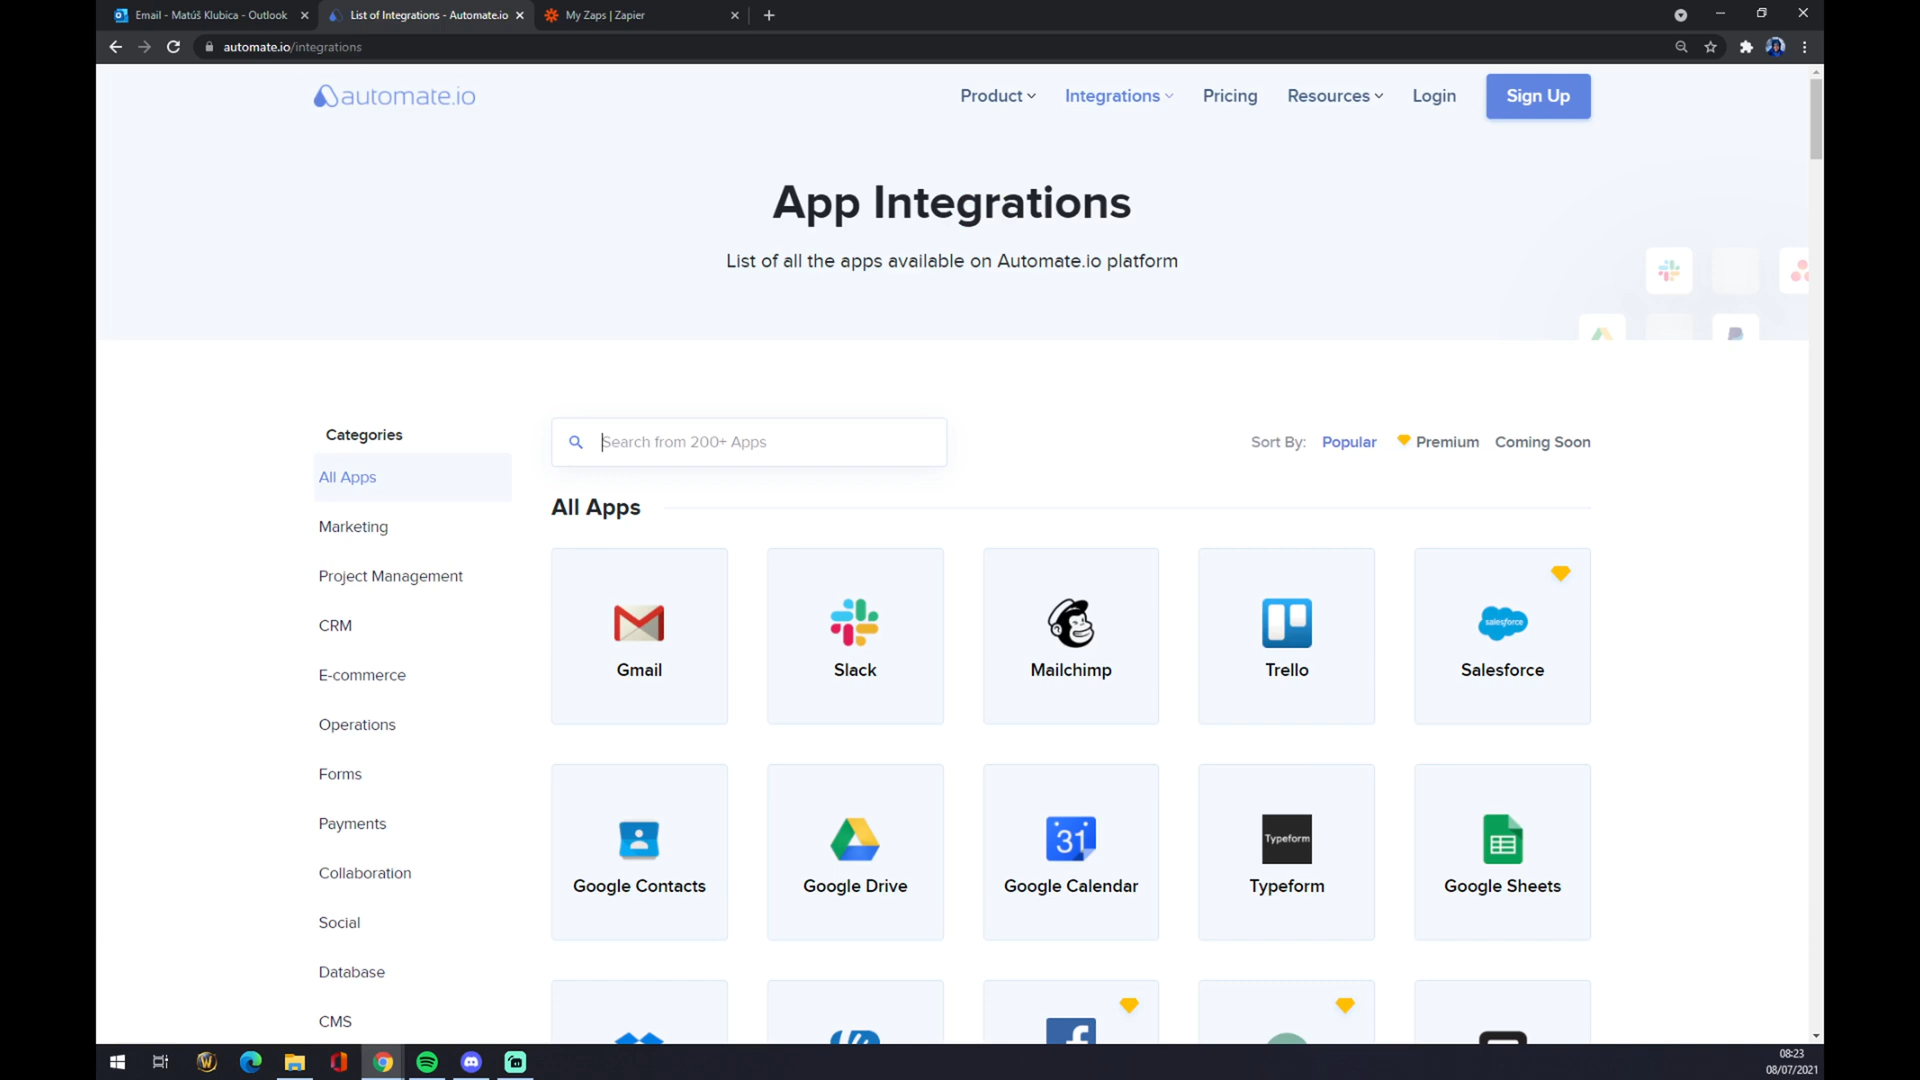 Email - Matúš Klubica - Outlook
List of Integrations - Automate.io
My Zaps | Zapier
automate.io/integrations
automate.io
Product
Integrations
Pricing
Resources
Login
Sign Up
App Integrations
List of all the apps available on Automate.io platform
Categories
All Apps
Marketing
Project Management
CRM
E-commerce
Operations
Forms
Payments
Collaboration
Social
Database
CMS
Search from 200+ Apps
Sort By:
Popular
Premium
Coming Soon
All Apps
Gmail
Slack
Mailchimp
Trello
salesforce
Salesforce
Google Contacts
Google Drive
31
Google Calendar
Typeform
Typeform
Google Sheets
08:23
08/07/2021